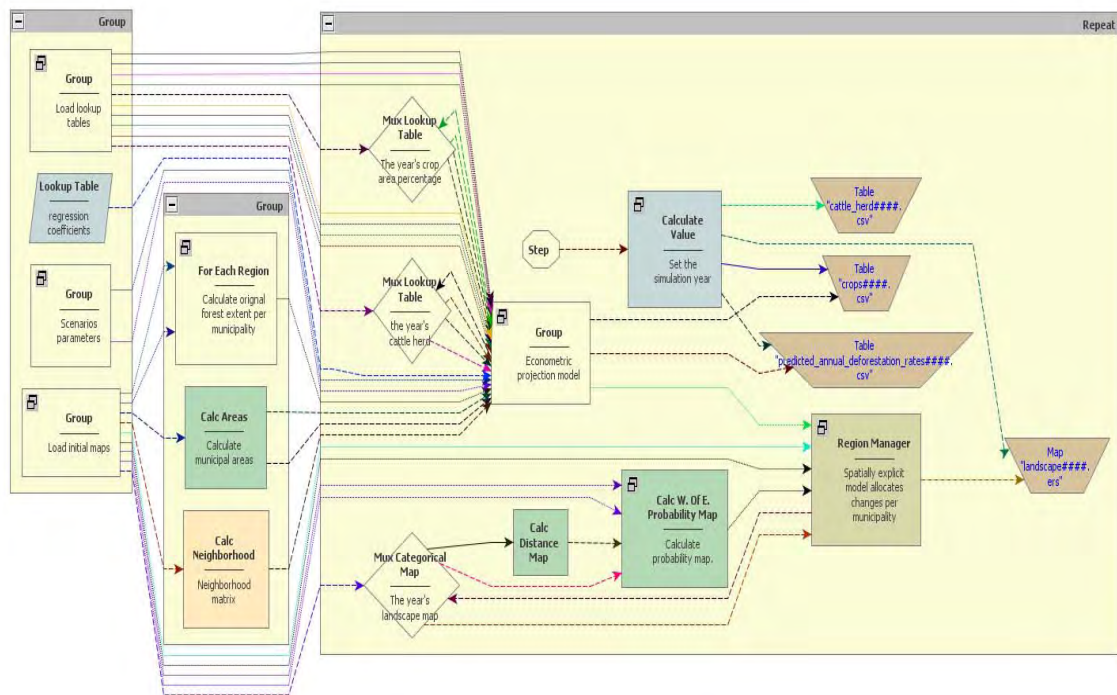 Group
Group
Load lookup
tables
Lookup Table
regression
coefficients
Group
Scenarios
parameters
Group
Load initial maps
Group
For Each Region
Calculate orignal
forest extent per
municipality
Calc Areas
Calculate
municipal areas
Calc
Neighborhood
Neighborhood
matrix
Repeat
Mux Lookup
Table
The year's crop
area percentage
Mux Lookup
Table
the year's
cattle herd
Step
Calculate
Value
Set the
simulation year
Group
Econometric
projection model
Table
"cattle_herd####.
csv"
Table
"crops####.
csv"
Table
"predicted_annual_deforestation_rates####.
csv"
Region Manager
Spatially explicit
model allocates
changes per
municipality
Map
"landscape####.
ers"
Calc W. Of E.
Probability Map
Calculate
probability map.
Calc
Distance
Map
Mux Categorical
Map
The year's
landscape map